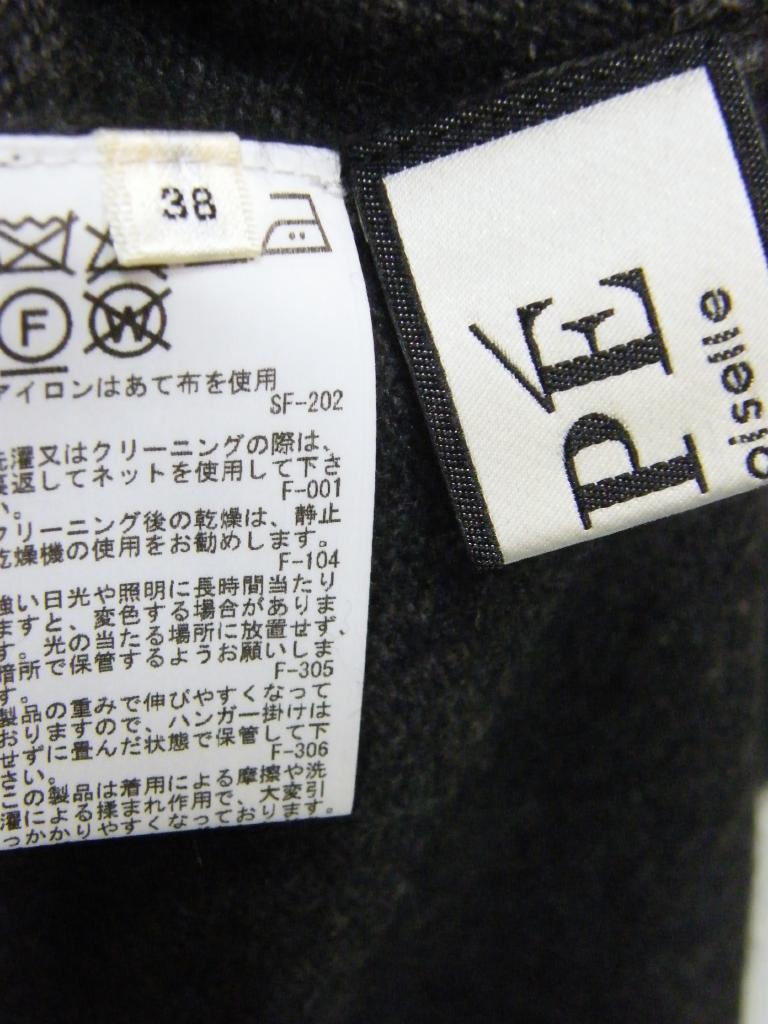 38
F
W
アイロンはあて布を使用
SF-202
洗濯又はクリーニングの際は、
裏返してネットを使用して下さ
い。
F-001
クリーニング後の乾燥は、静止
乾燥機の使用をお勧めします。
F-104
強い日光や照明に長時間当たり
ますと、変色する場合がありま
す。光の当たる場所に放置せず、
暗所で保管するようお願いしま
す。
F-305
製品の重みで伸びやすくなって
おりますので、ハンガー掛けは
せずに畳んだ状態で保管して下
さい。
F-306
この製品は着用による摩擦や洗
濯による揉まれ作用で、大変引
っかかりやすくなっております。
PE
oiselle